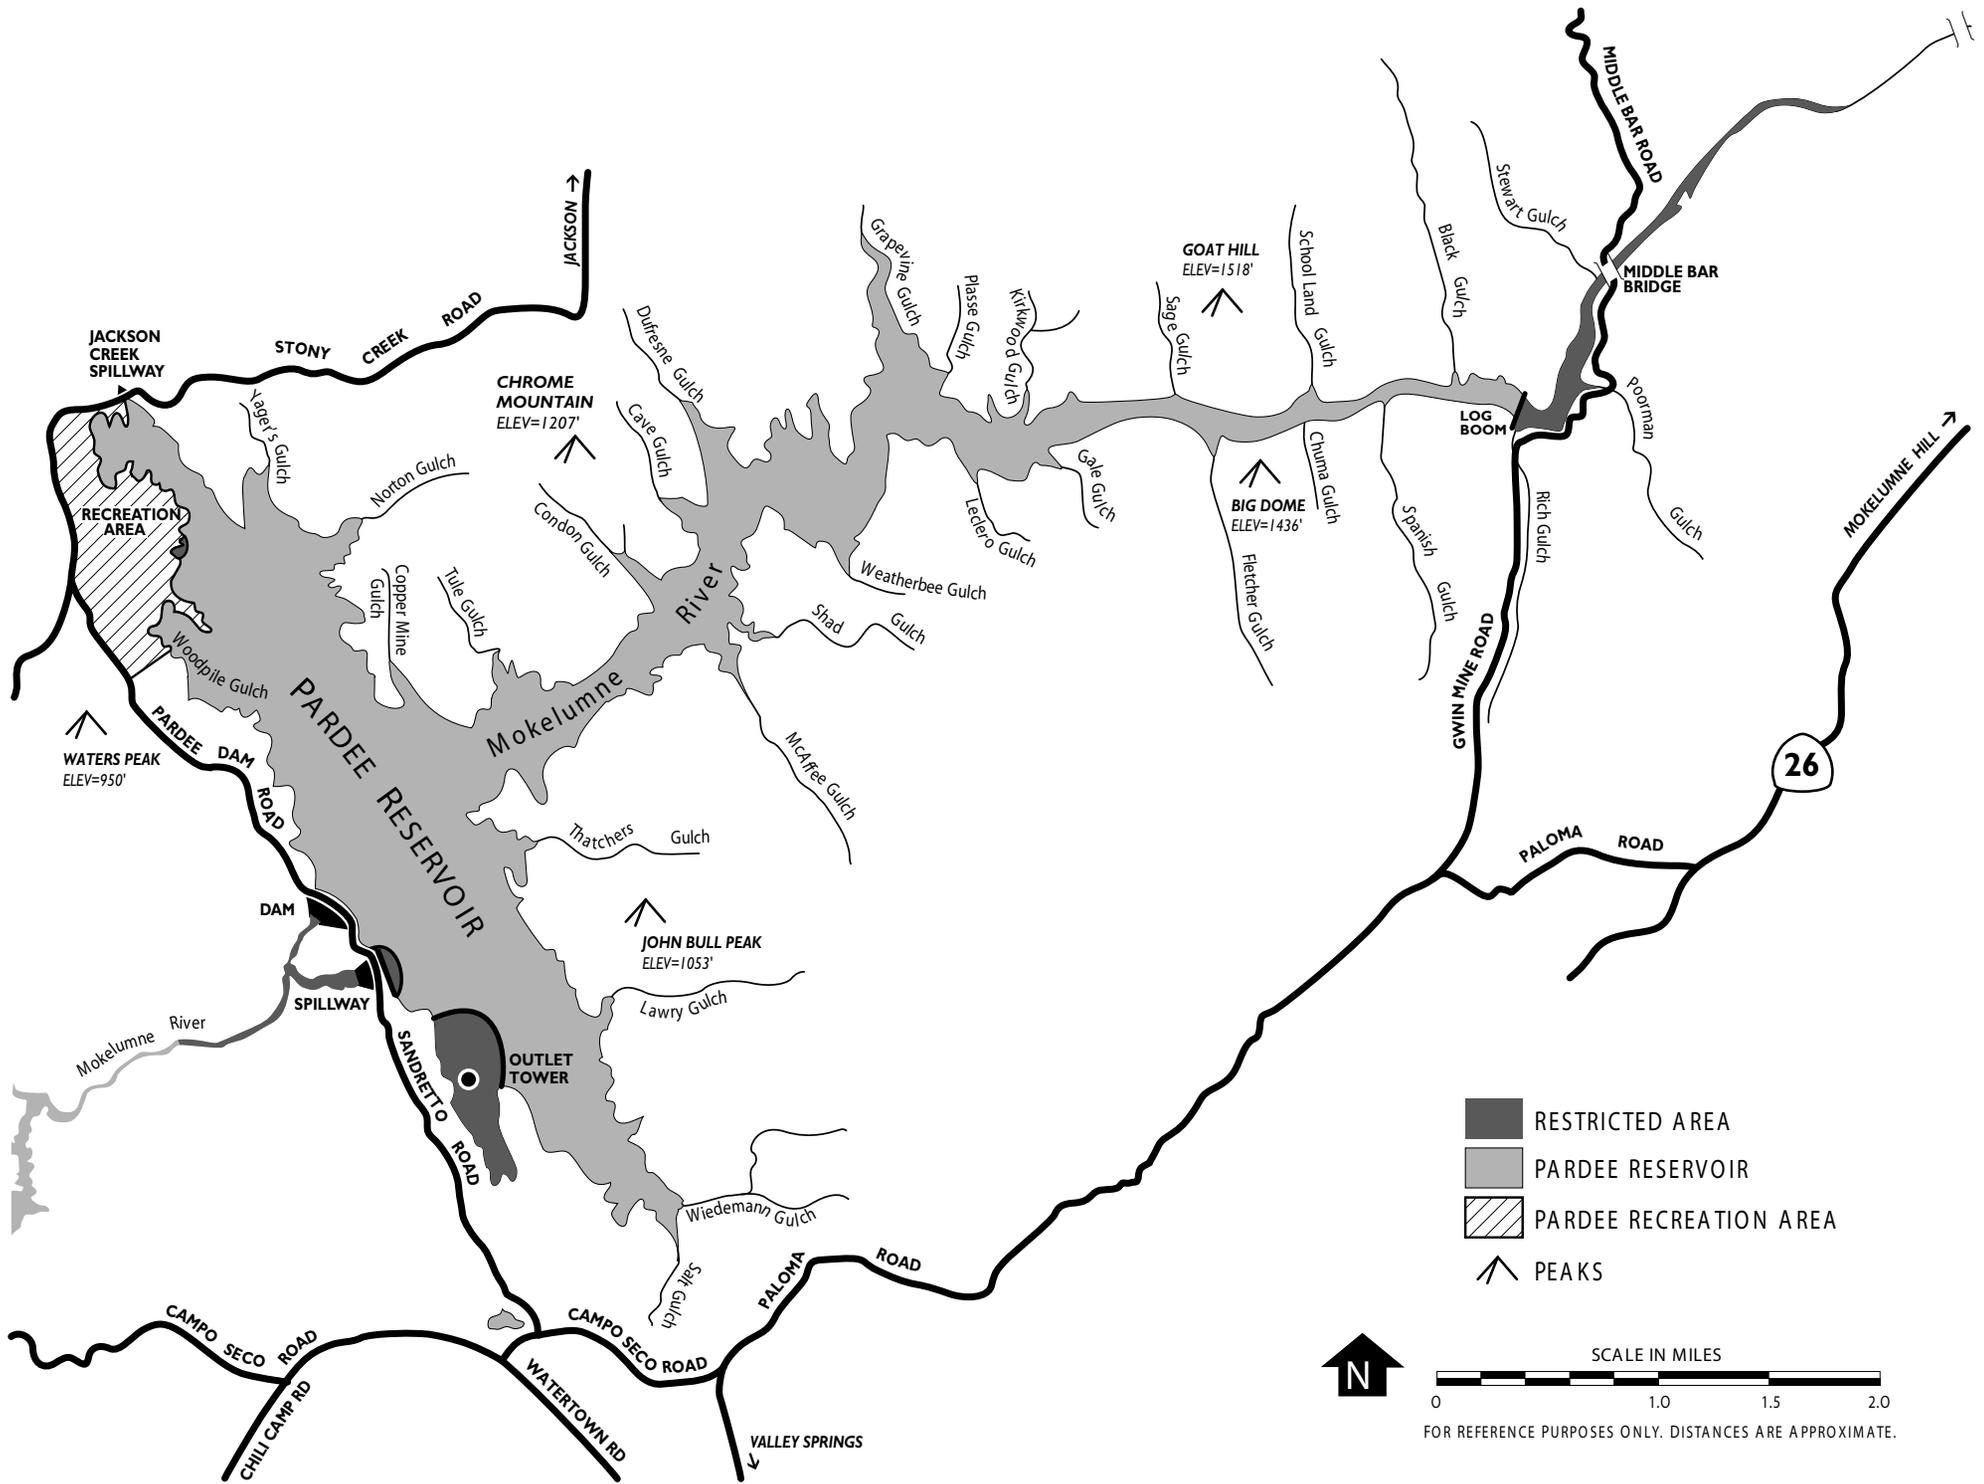 MIDDLE BAR ROAD
JACKSON
Stewart Gulch
Grapevine Gulch
Black Gulch
School Land Gulch
GOAT HILL
ELEV=1518'
MIDDLE BAR
BRIDGE
Plasse Gulch
Kirkwood Gulch
Sage Gulch
Dufresne Gulch
STONY CREEK ROAD
JACKSON
CREEK
SPILLWAY
CHROME
MOUNTAIN
ELEV=1207'
Yager's Gulch
Cave Gulch
Poorman Gulch
LOG
BOOM
MOKELUMNE HILL
Norton Gulch
Gale Gulch
Chuma Gulch
BIG DOME
ELEV=1436'
RECREATION
AREA
Condon Gulch
Leclero Gulch
Spanish Gulch
Rich Gulch
Weatherbee Gulch
Fletcher Gulch
Copper Mine
Gulch
Tule Gulch
Shad Gulch
Woodpile Gulch
Mokelumne River
GWIN MINE ROAD
PARDEE RESERVOIR
PARDEE DAM ROAD
WATERS PEAK
ELEV=950'
McAffee Gulch
26
Thatchers Gulch
PALOMA ROAD
DAM
JOHN BULL PEAK
ELEV=1053'
SPILLWAY
Lawry Gulch
Mokelumne River
SANDRETTO ROAD
OUTLET
TOWER
Wiedemann Gulch
Salt Gulch
PALOMA ROAD
CAMPO SECO ROAD
CAMPO SECO ROAD
CHILI CAMP RD
WATERTOWN RD
VALLEY SPRINGS
RESTRICTED AREA
PARDEE RESERVOIR
PARDEE RECREATION AREA
PEAKS
N
SCALE IN MILES
0 1.0 1.5 2.0
FOR REFERENCE PURPOSES ONLY. DISTANCES ARE APPROXIMATE.